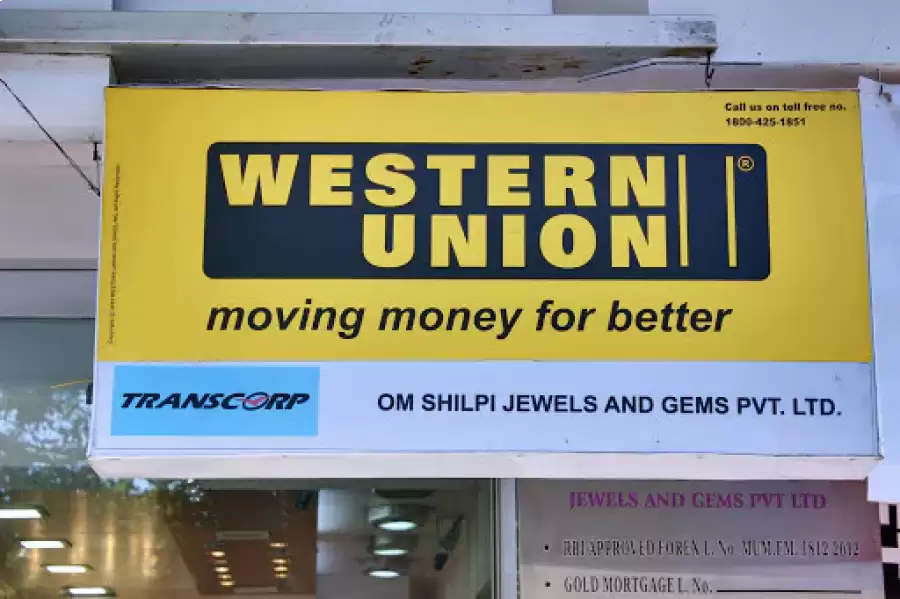 Call us on toll free no.
1800-425-1851
WESTERN
UNION
®
moving money for better
TRANSCORP
OM SHILPI JEWELS AND GEMS PVT. LTD.
JEWELS AND GEMS PVT LTD
• RBI APPROVED FOREX L. No. MUM.FM. 1812 2612
• GOLD MORTGAGE L. No.